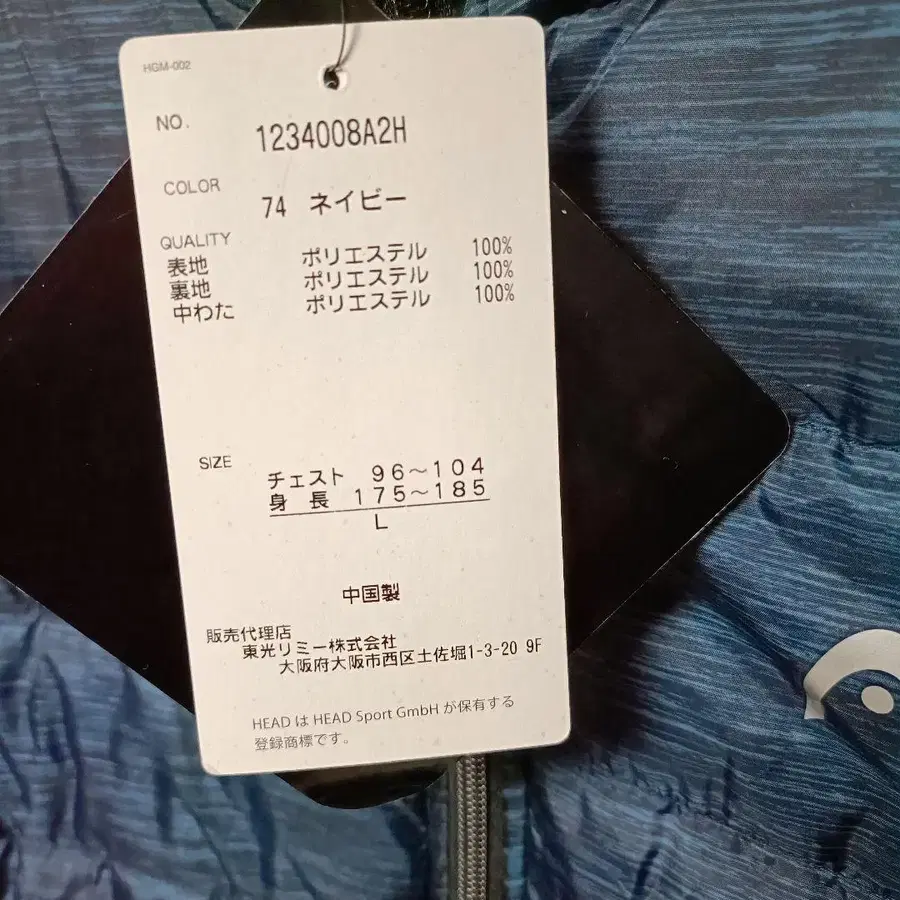 HGM-002
NO. 1234008A2H
COLOR 74 ネイビー
QUALITY
表地 ポリエステル 100%
裏地 ポリエステル 100%
中わた ポリエステル 100%
SIZE
チェスト 96～104
身 長 175～185
L
中国製
販売代理店
東光リミー株式会社
大阪府大阪市西区土佐堀1-3-20 9F
HEAD は HEAD Sport GmbH が保有する
登録商標です。